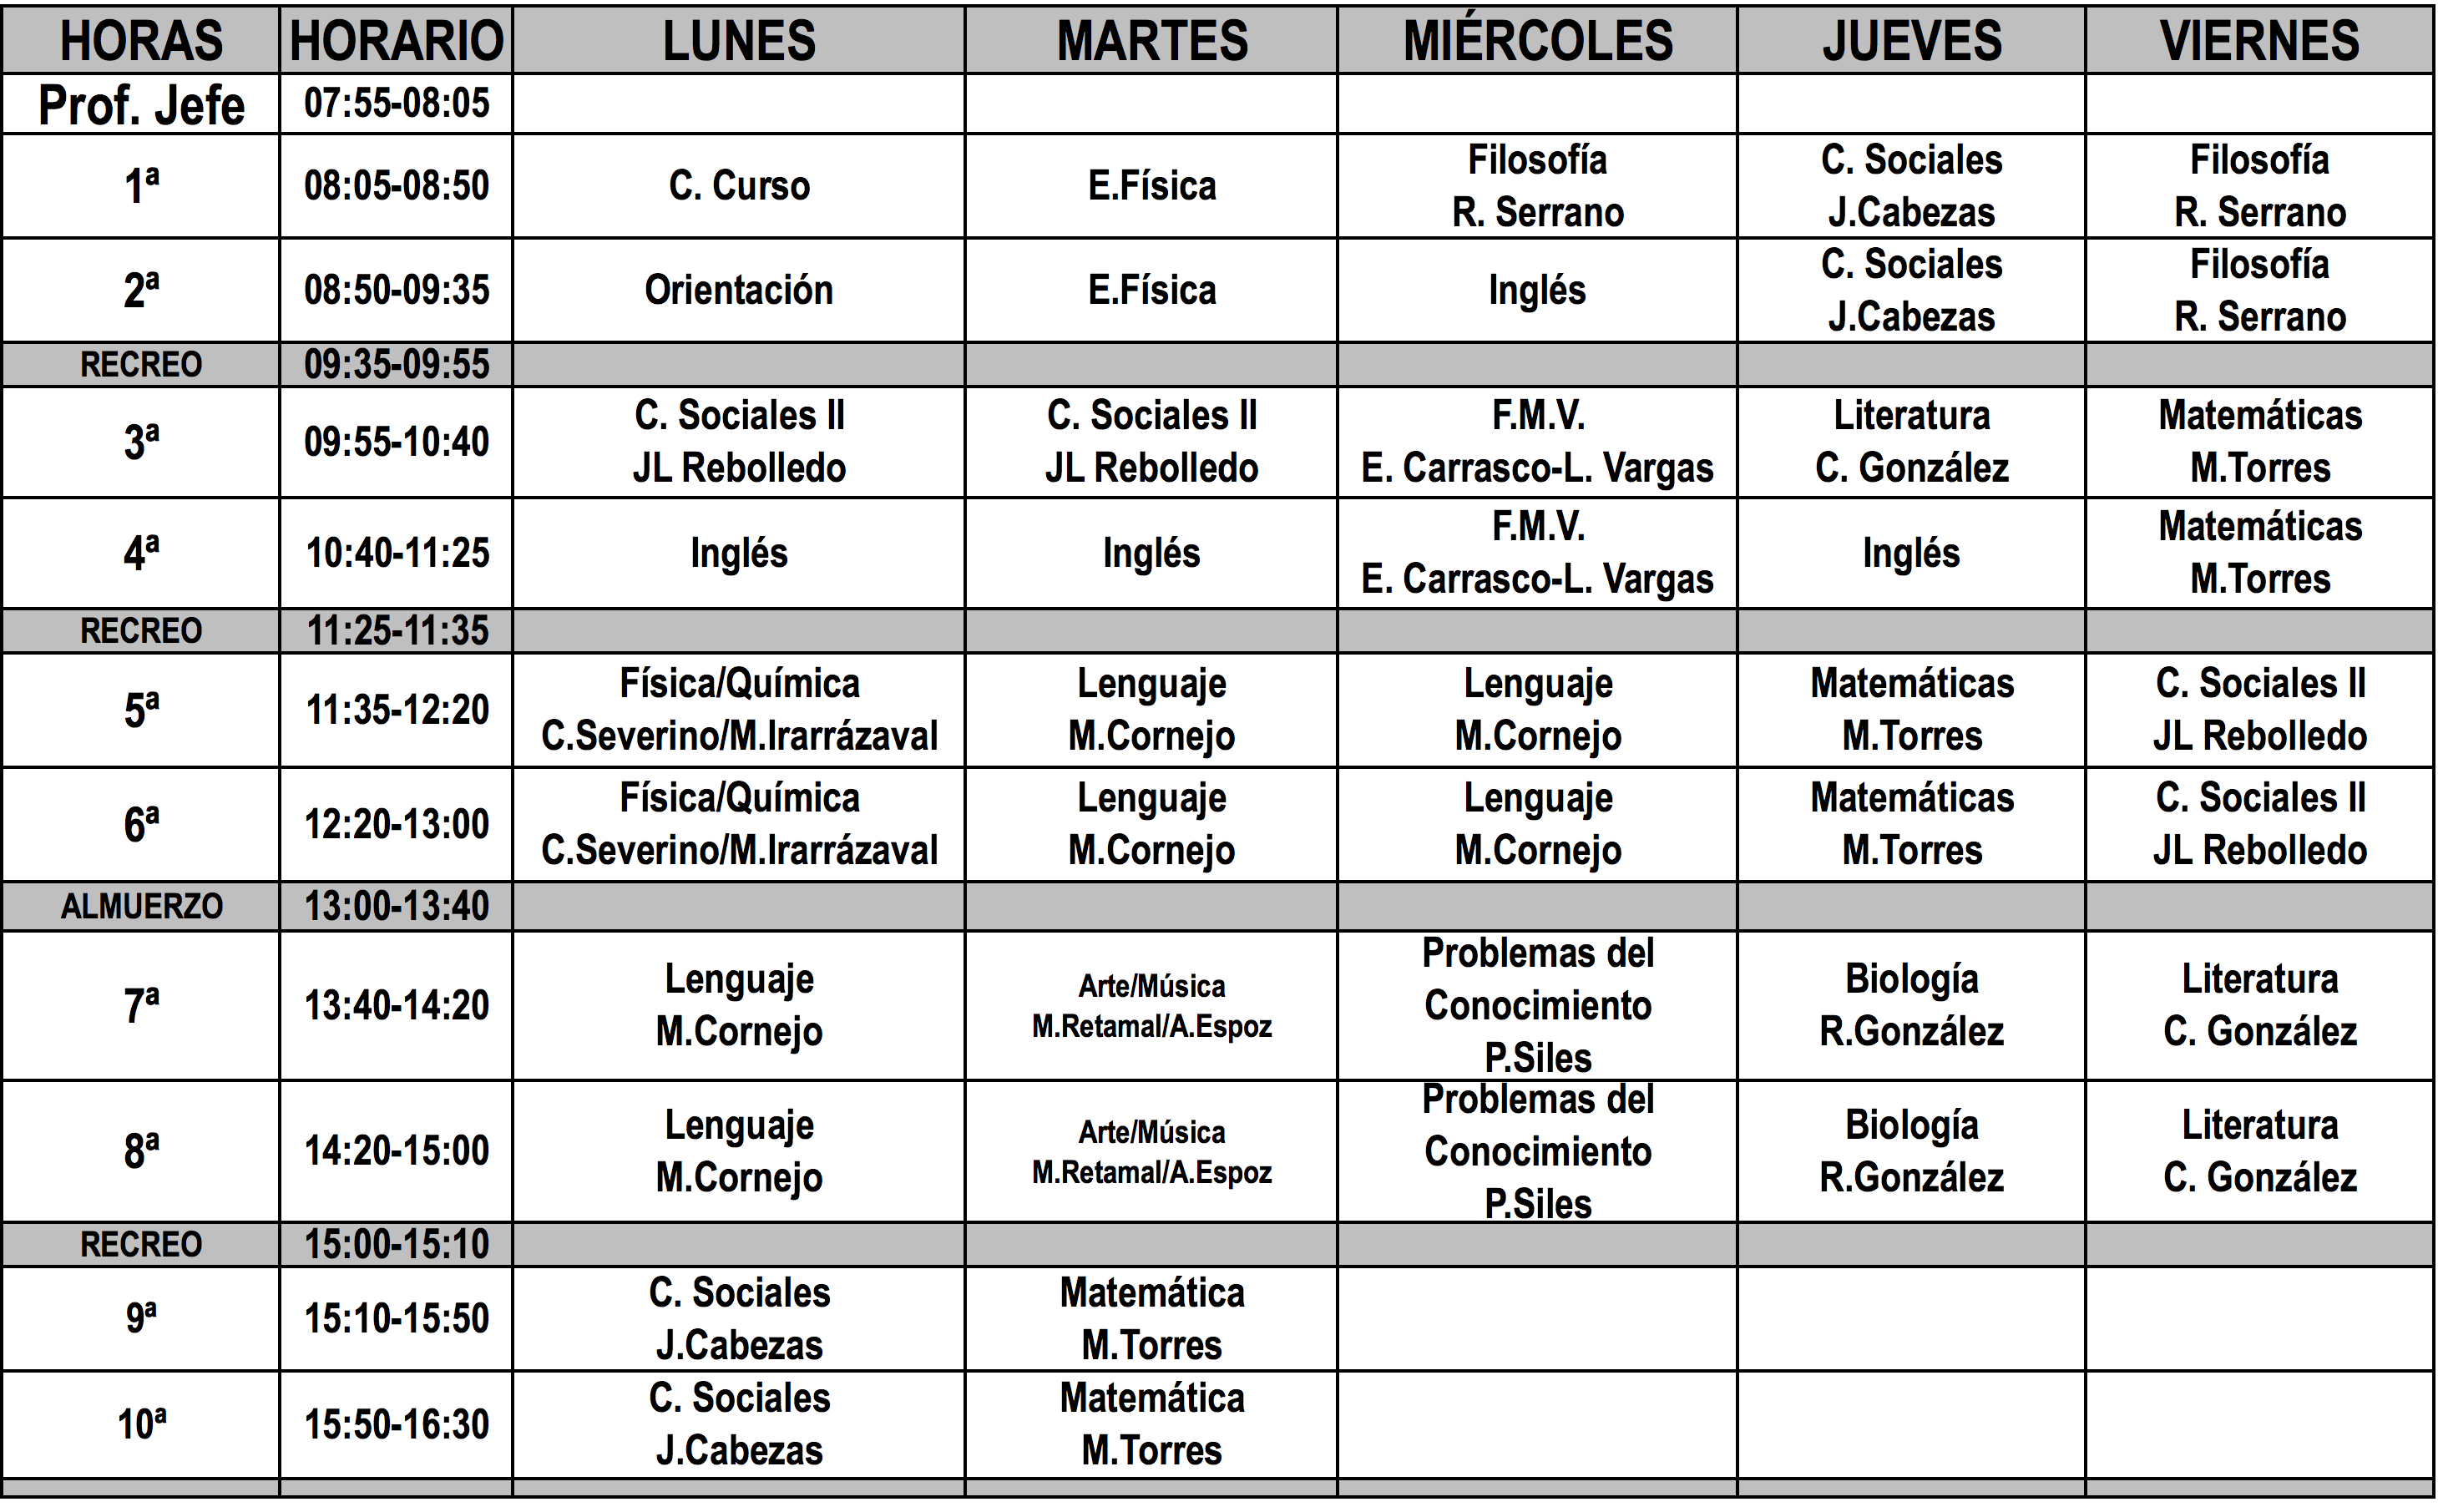 HORAS HORARIO LUNES MARTES MIÉRCOLES JUEVES VIERNES
Prof. Jefe 07:55-08:05
1ª 08:05-08:50 C. Curso E.Física Filosofía R. Serrano C. Sociales J.Cabezas Filosofía R. Serrano
2ª 08:50-09:35 Orientación E.Física Inglés C. Sociales J.Cabezas Filosofía R. Serrano
RECREO 09:35-09:55
3ª 09:55-10:40 C. Sociales II JL Rebolledo C. Sociales II JL Rebolledo F.M.V. E. Carrasco-L. Vargas Literatura C. González Matemáticas M.Torres
4ª 10:40-11:25 Inglés Inglés F.M.V. E. Carrasco-L. Vargas Inglés Matemáticas M.Torres
RECREO 11:25-11:35
5ª 11:35-12:20 Física/Química C.Severino/M.Irarrázaval Lenguaje M.Cornejo Lenguaje M.Cornejo Matemáticas M.Torres C. Sociales II JL Rebolledo
6ª 12:20-13:00 Física/Química C.Severino/M.Irarrázaval Lenguaje M.Cornejo Lenguaje M.Cornejo Matemáticas M.Torres C. Sociales II JL Rebolledo
ALMUERZO 13:00-13:40
7ª 13:40-14:20 Lenguaje M.Cornejo Arte/Música M.Retamal/A.Espoz Problemas del Conocimiento P.Siles Biología R.González Literatura C. González
8ª 14:20-15:00 Lenguaje M.Cornejo Arte/Música M.Retamal/A.Espoz Problemas del Conocimiento P.Siles Biología R.González Literatura C. González
RECREO 15:00-15:10
9ª 15:10-15:50 C. Sociales J.Cabezas Matemática M.Torres
10ª 15:50-16:30 C. Sociales J.Cabezas Matemática M.Torres